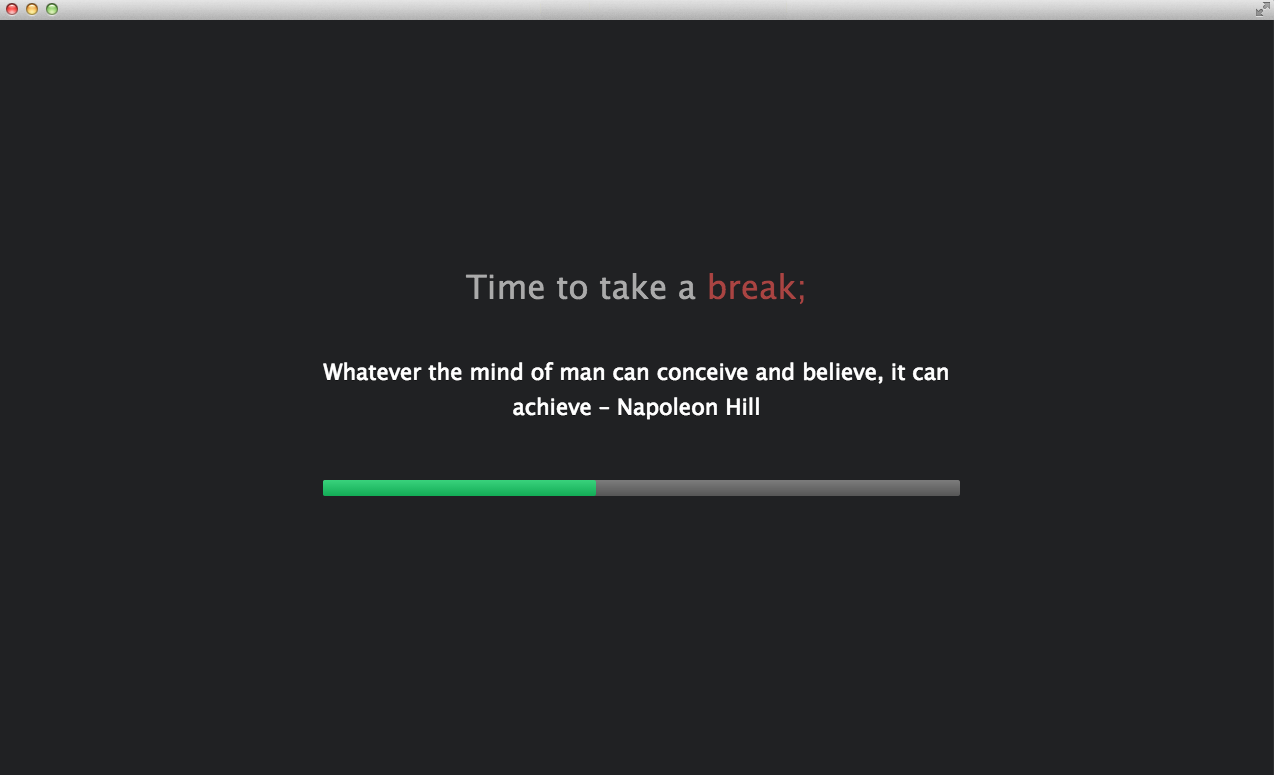 Time to take a break;
Whatever the mind of man can conceive and believe, it can
achieve – Napoleon Hill